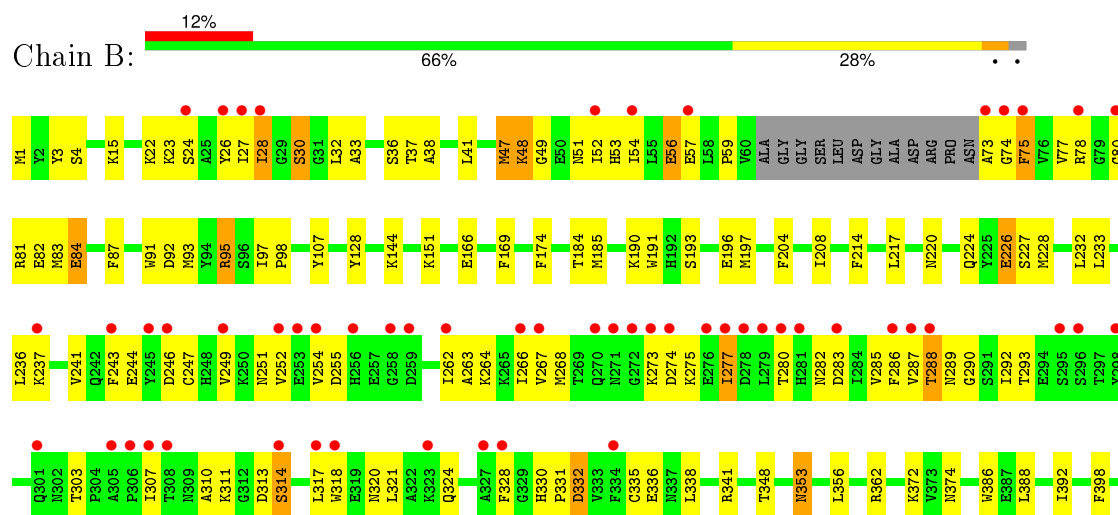 12%
Chain B:
66% 28% • •
M1 Y2 Y3 S4 K15 K22 K23 S24 A25 Y26 I27 I28 G29 S30 G31 L32 A33 S36 T37 A38 L41 M47 K48 G49 E50 N51 I52 H53 I54 L55 E56 E57 L58 P59 V60 ALA GLY GLY SER LEU ASP GLY ALA ASP ARG PRO ASN A73 G74 F75 V76 V77 R78 G79 G80
R81 E82 M83 E84 F87 W91 D92 M93 Y94 R95 S96 I97 P98 Y107 Y128 K144 K151 E166 F169 F174 T184 M185 K190 W191 H192 S193 E196 M197 F204 I208 F214 L217 N220 Q224 Y225 E226 S227 M228 L232 L233
L236 K237 V241 Q242 F243 E244 Y245 D246 C247 H248 V249 K250 N251 V252 E253 V254 D255 H256 E257 G258 D259 I262 A263 K264 K265 I266 V267 M268 T269 Q270 N271 G272 K273 D274 K275 E276 I277 D278 L279 T280 H281 N282 D283 I284 V285 F286 V287 T288 N289 G290 S291 I292 T293 E294 S295 S296 T297 Y298
Q301 N302 T303 P304 A305 P306 I307 T308 N309 A310 K311 G312 D313 S314 L317 W318 E319 N320 L321 A322 K323 Q324 A327 F328 G329 H330 P331 D332 V333 F334 C335 E336 N337 L338 R341 T348 N353 L356 R362 K372 V373 N374 W386 E387 L388 I392 F398